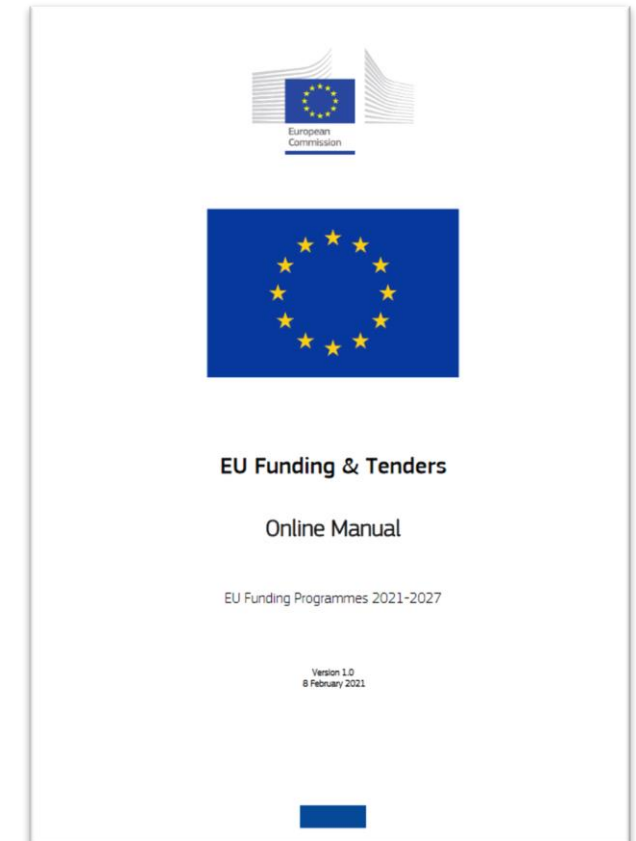 European
Commission
EU Funding & Tenders
Online Manual
EU Funding Programmes 2021-2027
Version 1.0
8 February 2021